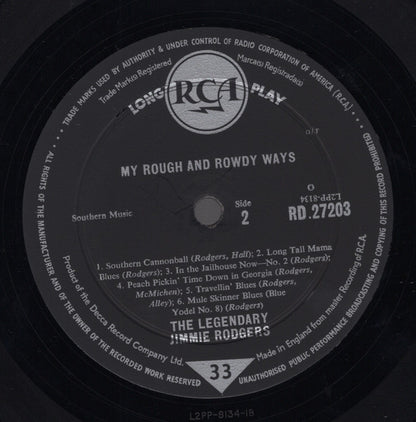 TRADE MARKS USED BY AUTHORITY & UNDER CONTROL OF RADIO CORPORATION OF AMERICA (R.C.A.)
ALL RIGHTS OF THE MANUFACTURER AND OF THE OWNER OF THE RECORDED WORK RESERVED
UNAUTHORISED PUBLIC PERFORMANCE BROADCASTING AND COPYING OF THIS RECORD PROHIBITED
Trade Mark(s) Registered
Marca(s) Registrada(s)
LONG
RCA
PLAY
MY ROUGH AND ROWDY WAYS
Southern Music
Side
2
L2PP-8134
O
RD.27203
1. Southern Cannonball (Rodgers, Hall); 2. Long Tall Mama
Blues (Rodgers); 3. In the Jailhouse Now—No. 2 (Rodgers);
4. Peach Pickin' Time Down in Georgia (Rodgers,
McMichen); 5. Travellin' Blues (Rodgers,
Alley); 6. Mule Skinner Blues (Blue
Yodel No. 8) (Rodgers)
THE LEGENDARY
JIMMIE RODGERS
Product of the Decca Record Company Ltd.
Made in England from master Recording of R.C.A.
33
L2PP-8134-1B